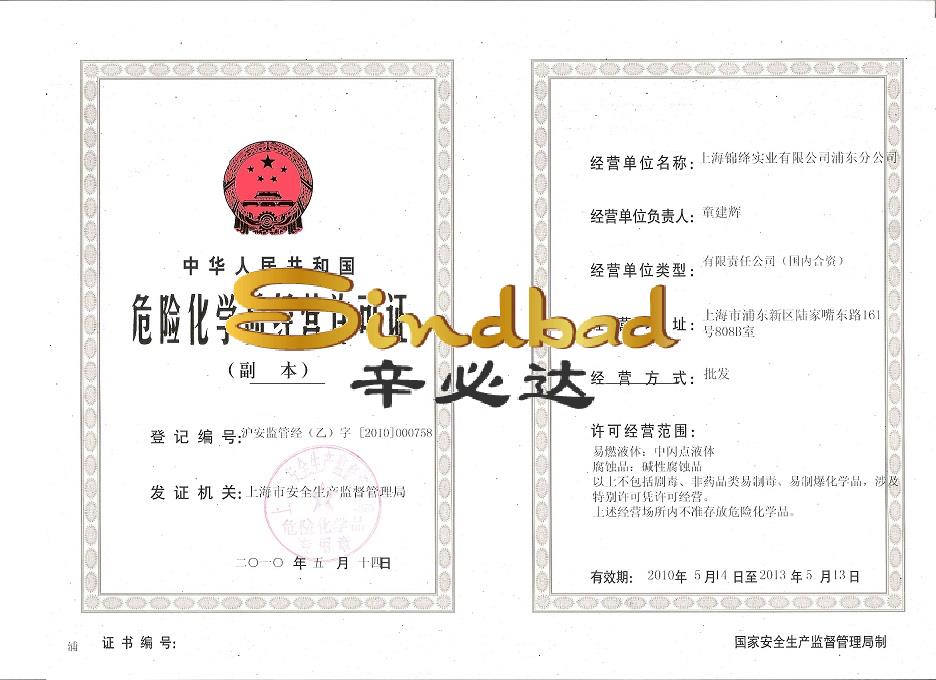 中华人民共和国
危险化学品经营许可证
（副 本）
登记编号：沪安监管经（乙）字 [2010]000758
发证机关：上海市安全生产监督管理局
危险化学品
专用章
二〇一〇年五月十四日
浦 证书编号：
Sindbad
辛必达
经营单位名称：上海锦绛实业有限公司浦东分公司
经营单位负责人：童建辉
经营单位类型：有限责任公司（国内合资）
址：上海市浦东新区陆家嘴东路161
号808B室
经营方式：批发
许可经营范围：
易燃液体：中闪点液体
腐蚀品：碱性腐蚀品
以上不包括剧毒、非药品类易制毒、易制爆化学品，涉及
特别许可凭许可经营。
上述经营场所内不准存放危险化学品。
有效期： 2010年 5月14 日至2013 年 5 月13日
国家安全生产监督管理局制